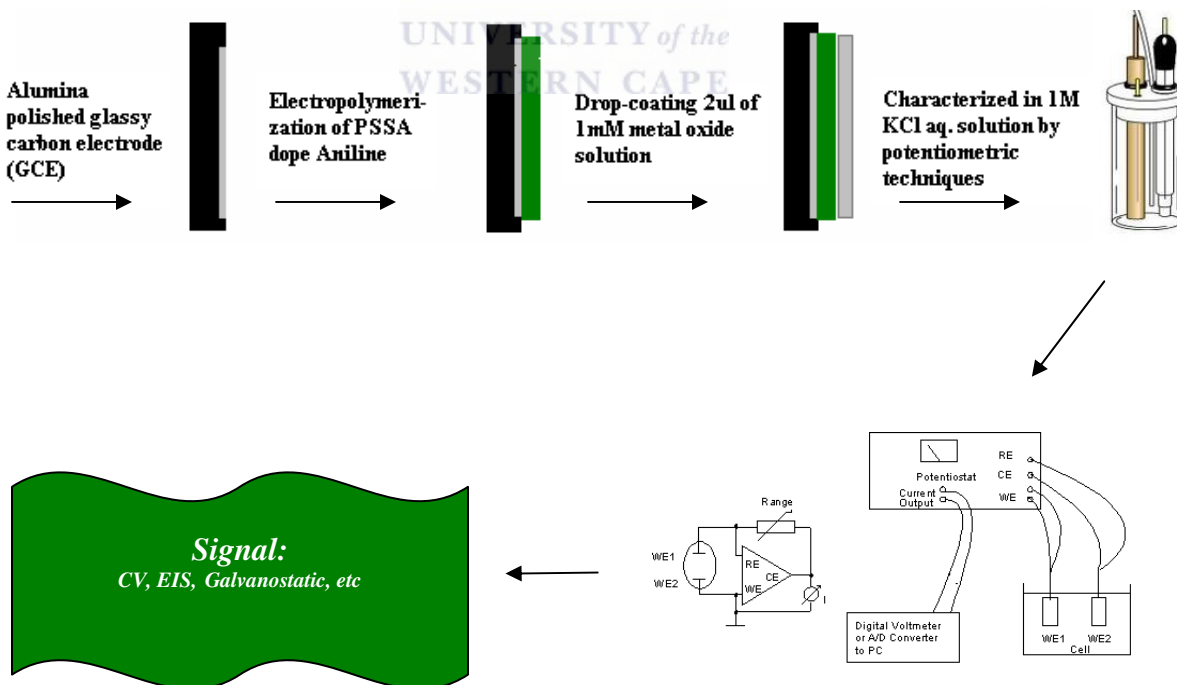 UNIVERSITY of the
WESTERN CAPE
Alumina
polished glassy
carbon electrode
(GCE)
Electropolymeri-
zation of PSSA
dope Aniline
Drop-coating 2ul of
1mM metal oxide
solution
Characterized in 1M
KCl aq. solution by
potentiometric
techniques
RE
Potentiostat
CE
Current
Output
WE
WE1
WE2
Cell
Digital Voltmeter
or A/D Converter
to PC
Range
WE1
WE2
RE
CE
WE
I
Signal:
CV, EIS, Galvanostatic, etc